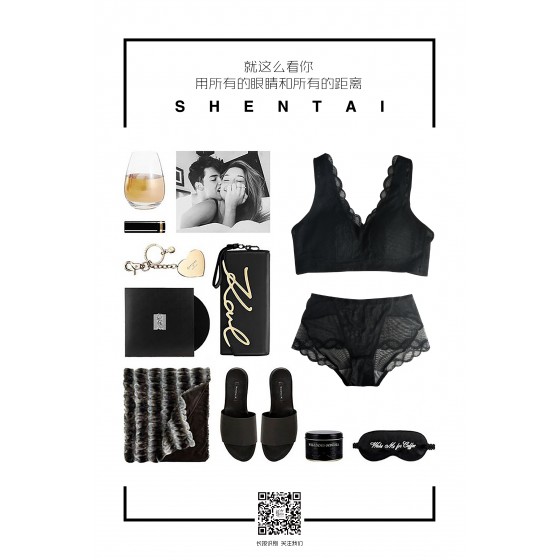 就这么看你
用所有的眼睛和所有的距离
SHENTAI
Karl
Wake Me for Coffee
长按识别 关注我们